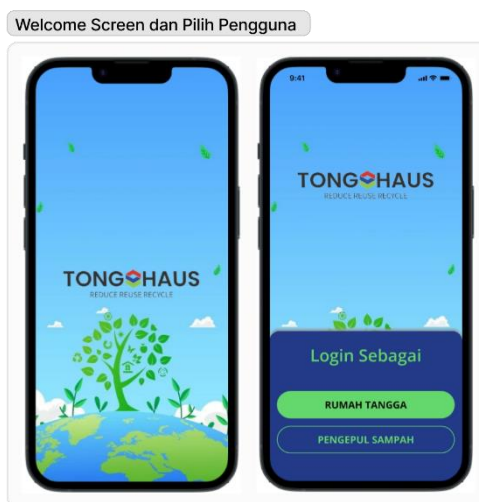 Welcome Screen dan Pilih Pengguna
TONGHAUS
REDUCE REUSE RECYCLE
9:41
TONGHAUS
REDUCE REUSE RECYCLE
Login Sebagai
RUMAH TANGGA
PENGEPUL SAMPAH